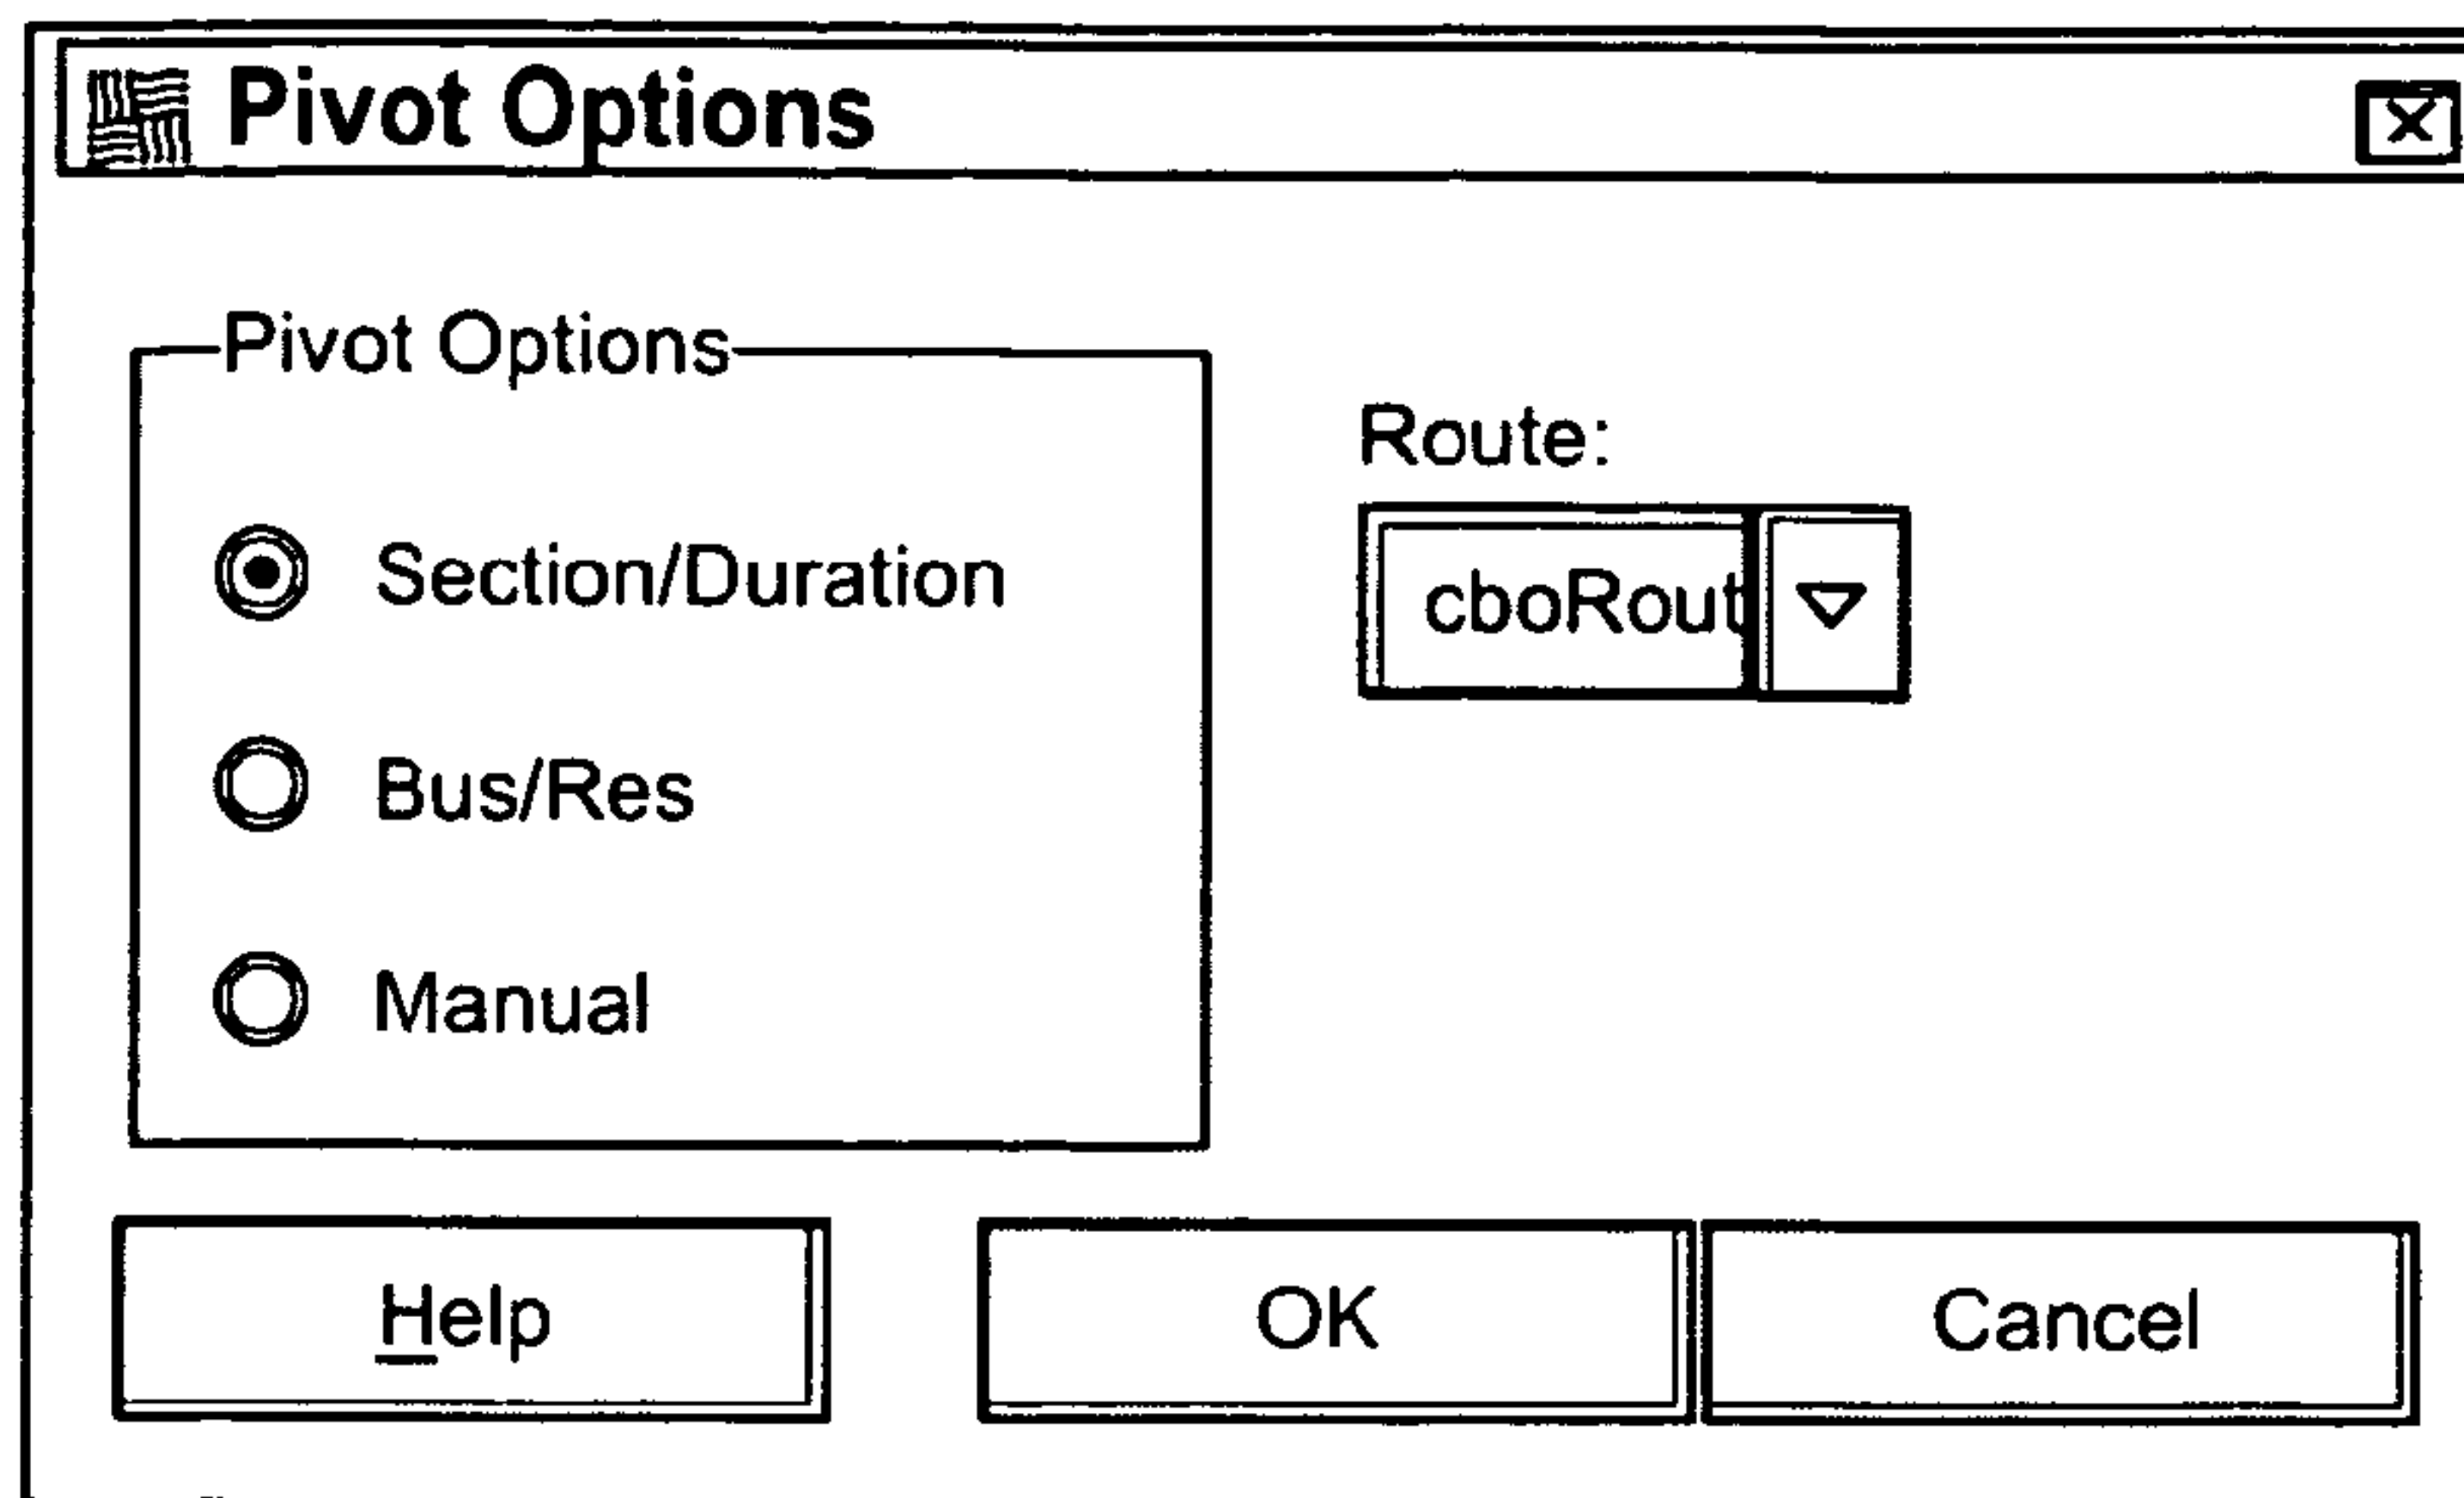 Pivot Options
Pivot Options
Route:
Section/Duration
cboRout
Bus/Res
Manual
Help
OK
Cancel